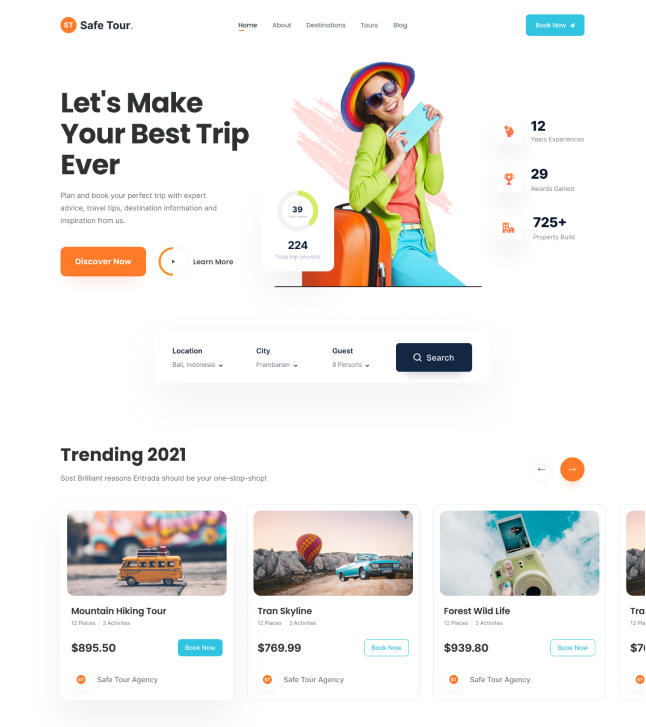 ST Safe Tour.
Home About Destinations Tours Blog
Book Now
Let's Make
Your Best Trip
Ever
Plan and book your perfect trip with expert
advice, travel tips, destination information and
inspiration from us.
Discover Now
Learn More
39
224
Total trip (month)
12
Years Experiences
29
Awards Gained
725+
Property Build
Location
Bali, Indonesia
City
Prambanan
Guest
8 Persons
Search
Trending 2021
Sost Brilliant reasons Entrada should be your one-stop-shop!
Mountain Hiking Tour
12 Places | 3 Activites
$895.50
Book Now
ST Safe Tour Agency
Tran Skyline
12 Places | 3 Activites
$769.99
Book Now
ST Safe Tour Agency
Forest Wild Life
12 Places | 3 Activites
$939.80
Book Now
ST Safe Tour Agency
Tra
12 Pla
$7
ST